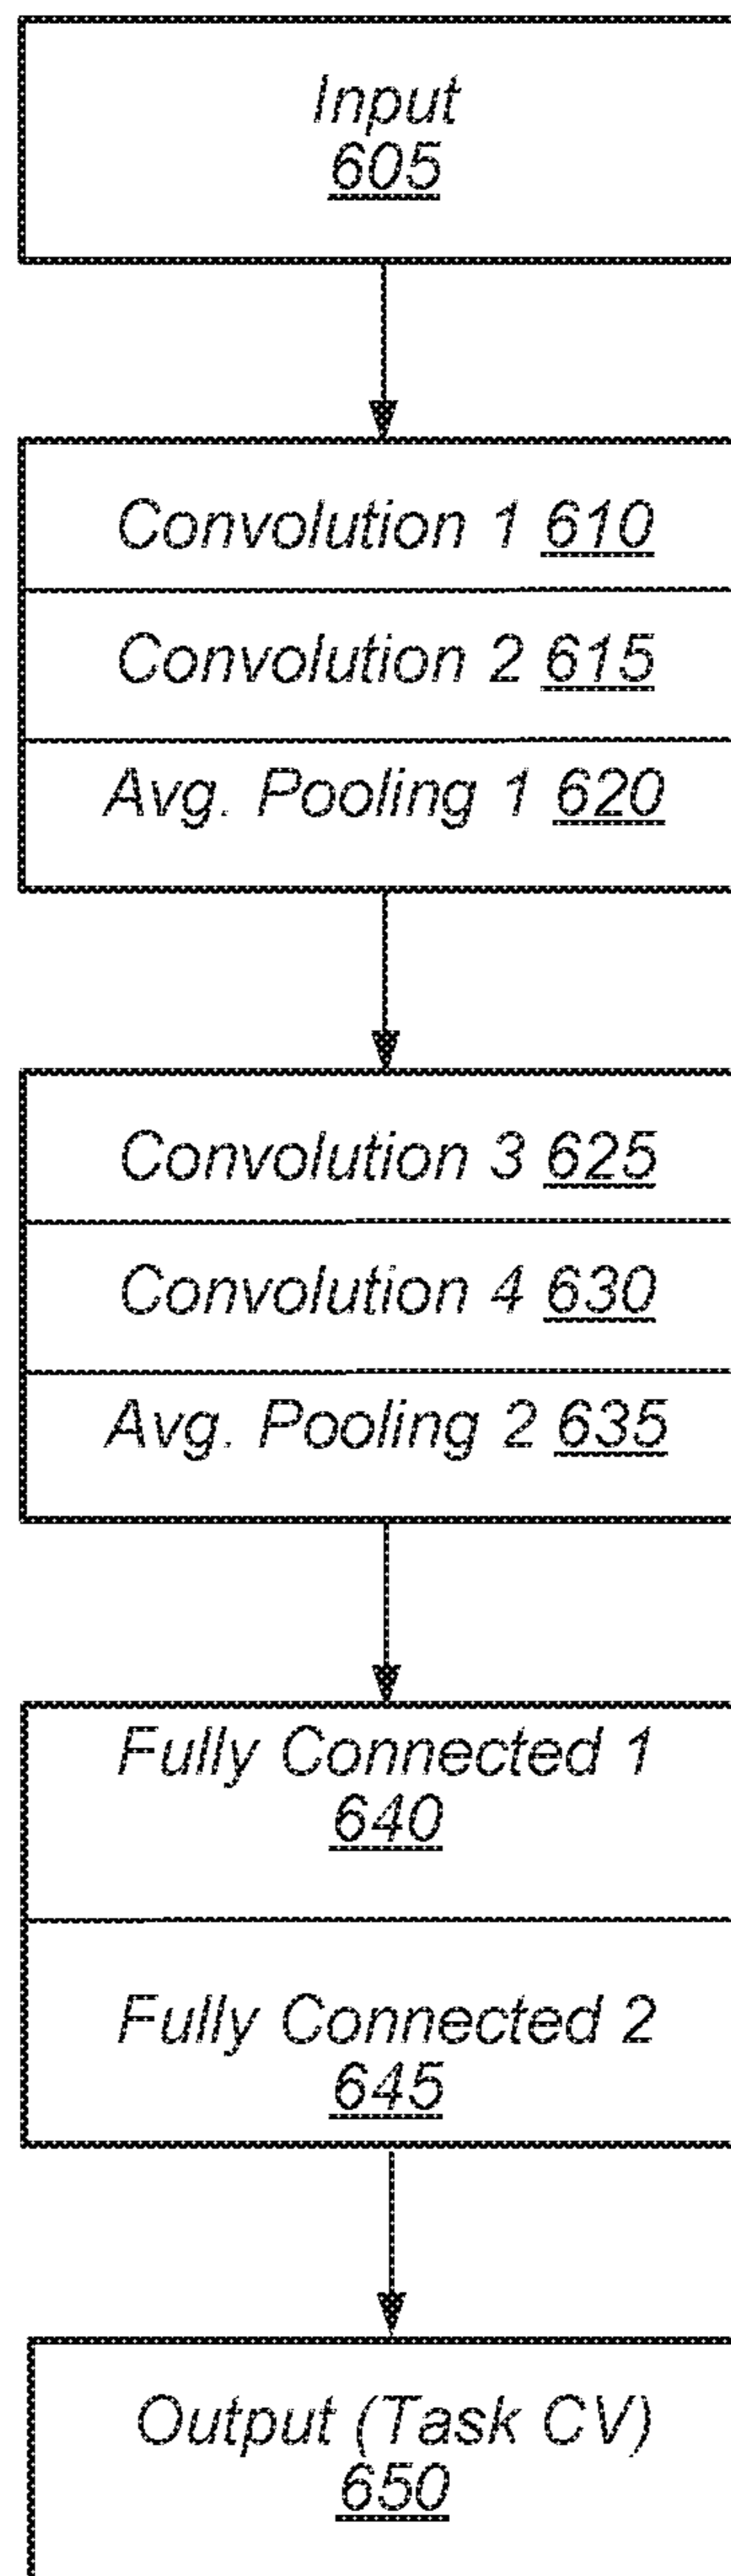 Input
605
Convolution 1 610
Convolution 2 615
Avg. Pooling 1 620
Convolution 3 625
Convolution 4 630
Avg. Pooling 2 635
Fully Connected 1
640
Fully Connected 2
645
Output (Task CV)
650